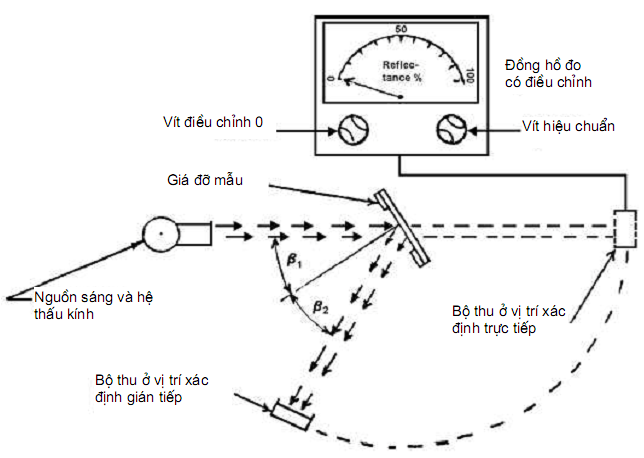 50
0
100
Reflec-
tance %
Đồng hồ đo
có điều chỉnh
Vít điều chỉnh 0
Vít hiệu chuẩn
Giá đỡ mẫu
β1
β2
Nguồn sáng và hệ
thấu kính
Bộ thu ở vị trí xác
định trực tiếp
Bộ thu ở vị trí xác
định gián tiếp